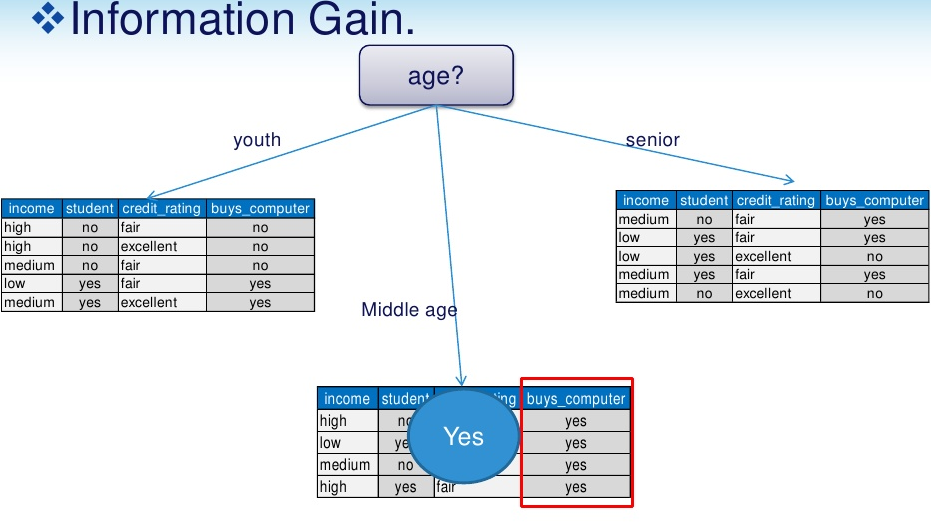 Information Gain.
age?
youth
senior
income student credit_rating buys_computer
high no fair no
high no excellent no
medium no fair no
low yes fair yes
medium yes excellent yes
income student credit_rating buys_computer
medium no fair yes
low yes fair yes
low yes excellent no
medium yes fair yes
medium no excellent no
Middle age
income student buys_computer
high yes
low yes
medium no yes
high yes fair yes
Yes